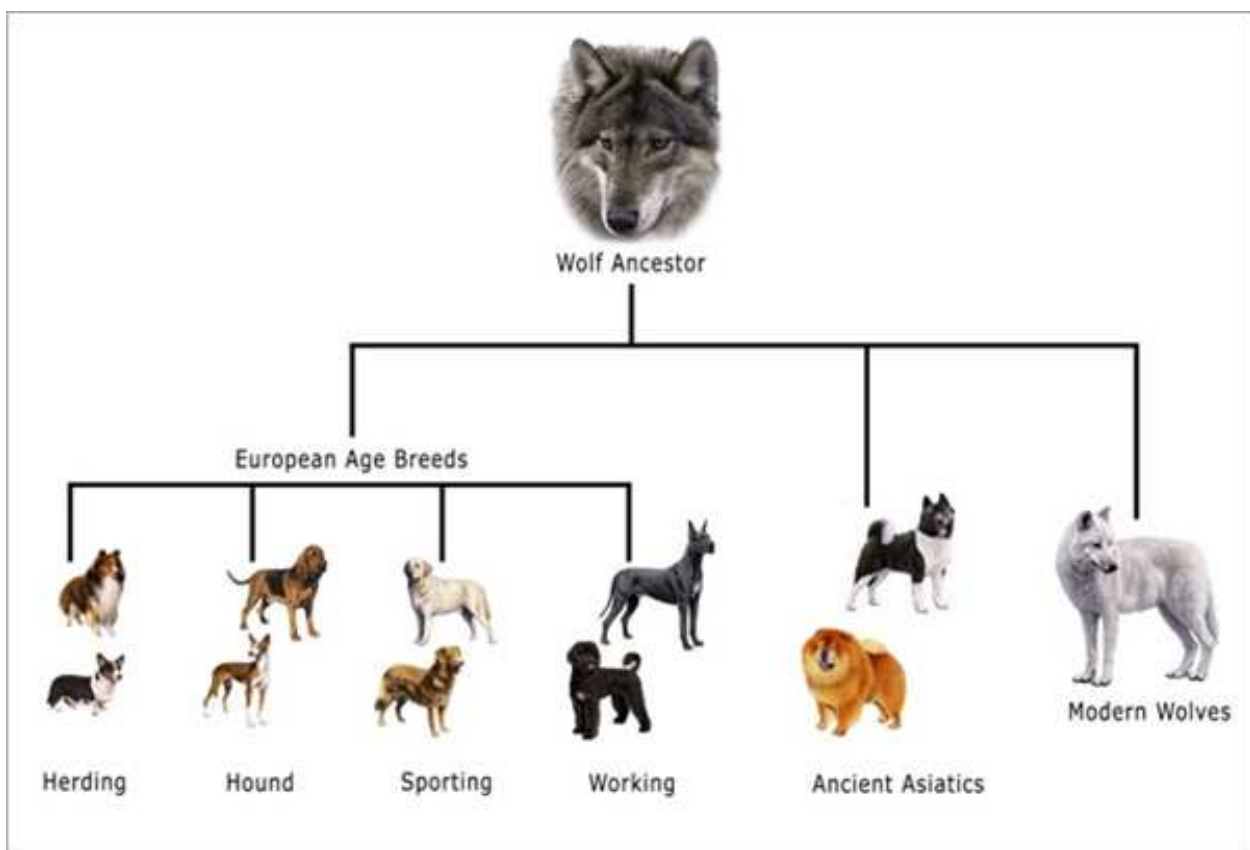 Wolf Ancestor
European Age Breeds
Modern Wolves
Herding
Hound
Sporting
Working
Ancient Asiatics